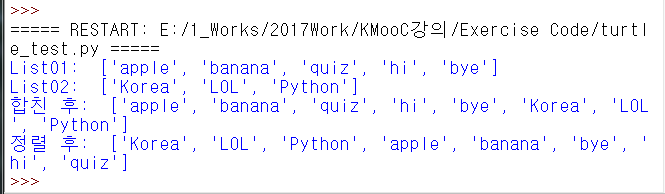 >>>
===== RESTART: E:/1_Works/2017Work/KMooC강의/Exercise Code/turtl
e_test.py =====
List01:  ['apple', 'banana', 'quiz', 'hi', 'bye']
List02:  ['Korea', 'LOL', 'Python']
합친 후:  ['apple', 'banana', 'quiz', 'hi', 'bye', 'Korea', 'LOL
', 'Python']
정렬 후:  ['Korea', 'LOL', 'Python', 'apple', 'banana', 'bye', '
hi', 'quiz']
>>>